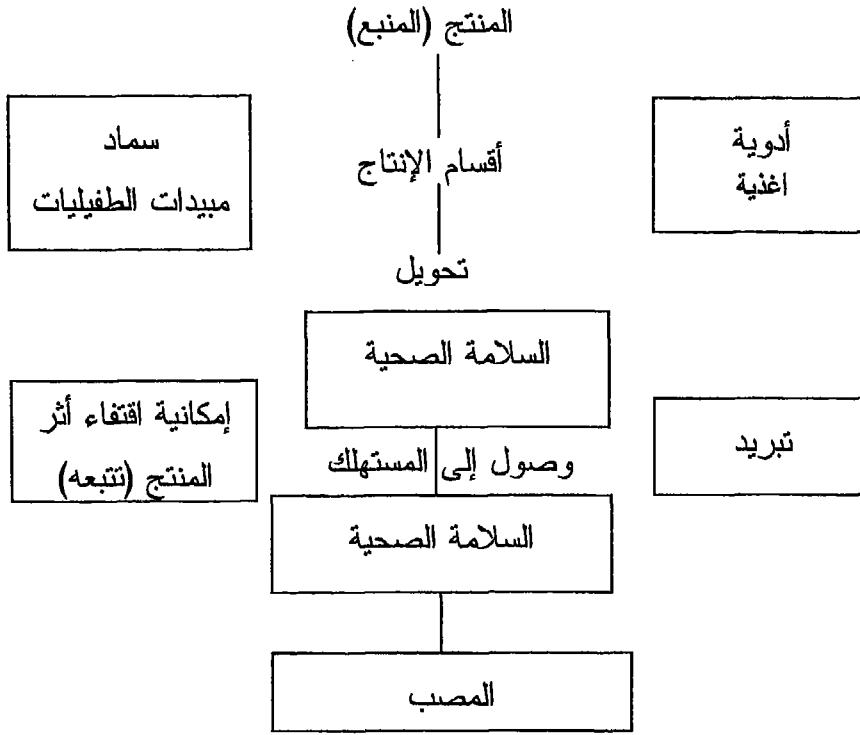 المنتج (المنبع)
أدوية
اغذية
أقسام الإنتاج
سماد
مبيدات الطفيليات
تحويل
السلامة الصحية
تبريد
إمكانية اقتفاء أثر
المنتج (تتبعه)
وصول إلى المستهلك
السلامة الصحية
المصب